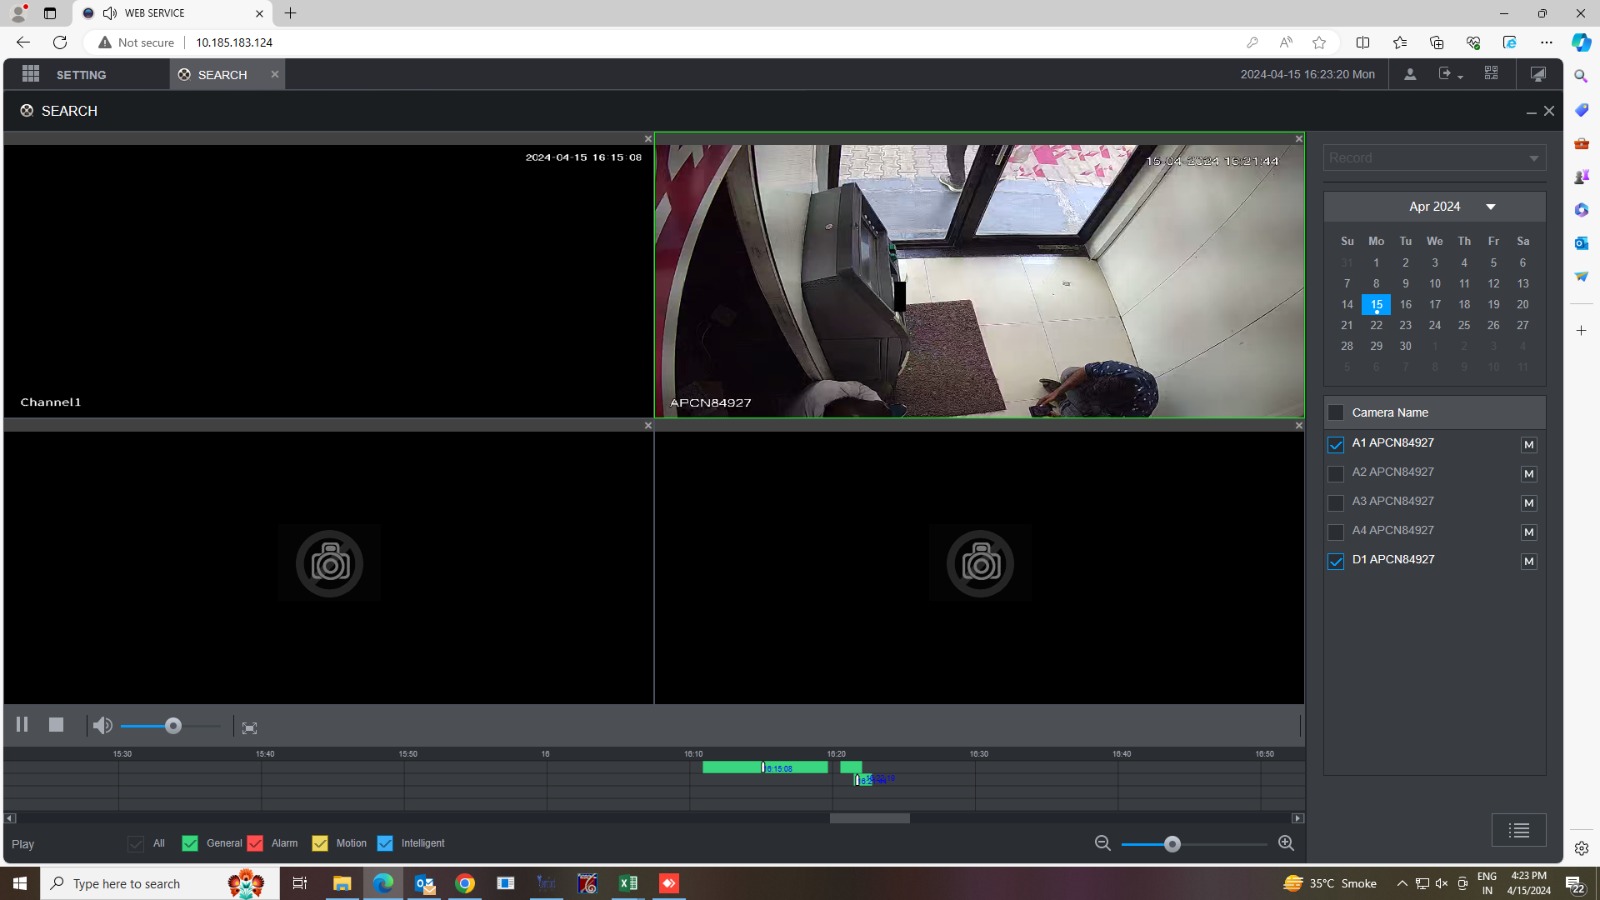 WEB SERVICE
Not secure
10.185.183.124
SETTING
SEARCH
2024-04-15 16:23:20 Mon
SEARCH
2024-04-15 16:15:08
Channel1
15-04-2024 16:21:44
APCN84927
Record
Apr 2024
Su Mo Tu We Th Fr Sa
31 1 2 3 4 5 6
7 8 9 10 11 12 13
14 15 16 17 18 19 20
21 22 23 24 25 26 27
28 29 30 1 2 3 4
5 6 7 8 9 10 11
Camera Name
A1 APCN84927 M
A2 APCN84927 M
A3 APCN84927 M
A4 APCN84927 M
D1 APCN84927 M
15:30 15:40 15:50 16 16:10 16:20 16:30 16:40 16:50
16:15:08
Play All General Alarm Motion Intelligent
Type here to search
35°C Smoke
ENG
IN
4:23 PM
4/15/2024
22